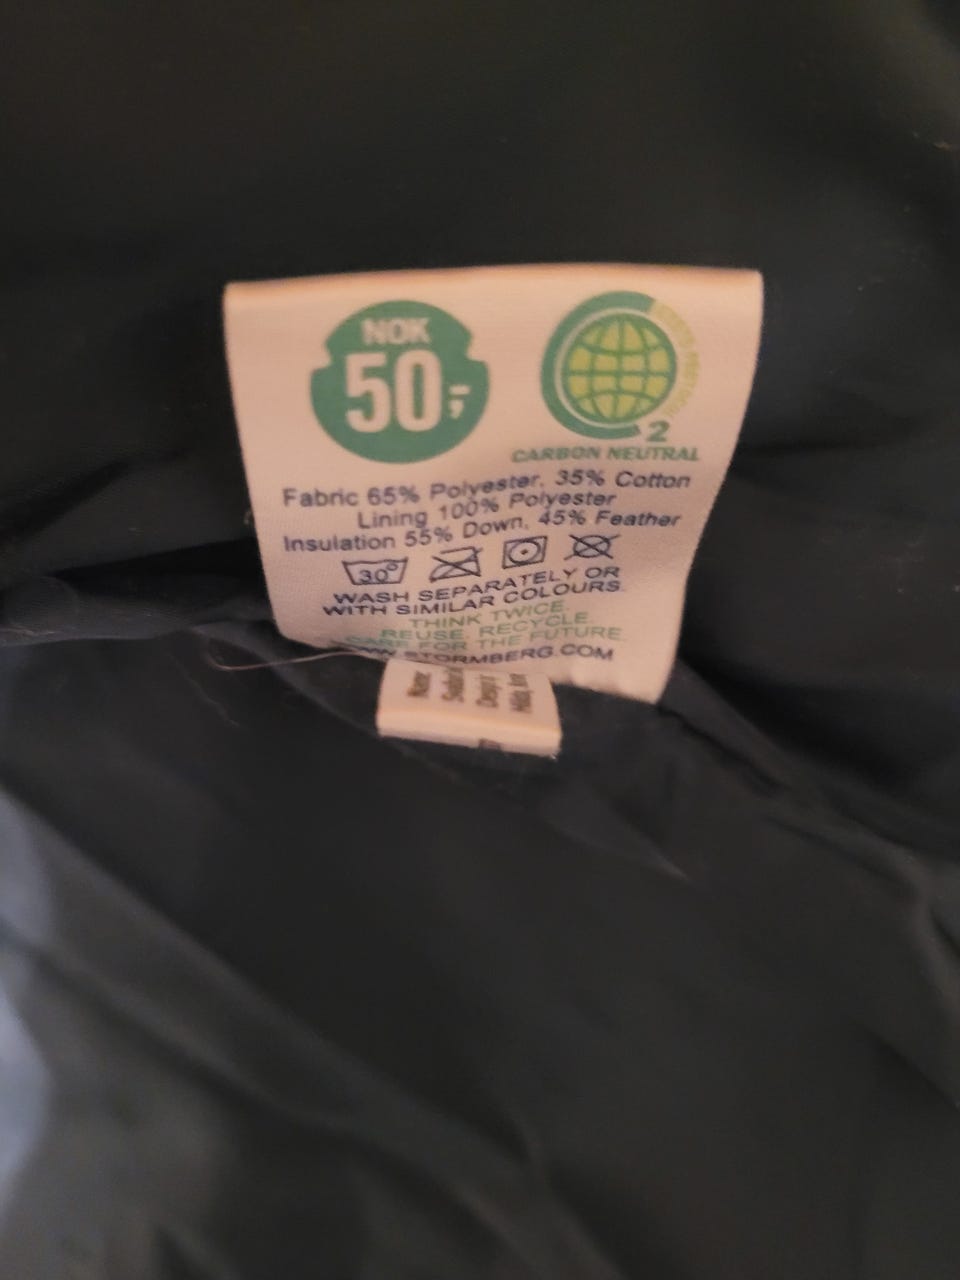 NOK
50,-
2
CARBON NEUTRAL
Fabric 65% Polyester, 35% Cotton
Lining 100% Polyester
Insulation 55% Down, 45% Feather
30°
WASH SEPARATELY OR
WITH SIMILAR COLOURS.
THINK TWICE.
REUSE. RECYCLE.
CARE FOR THE FUTURE.
STORMBERG.COM